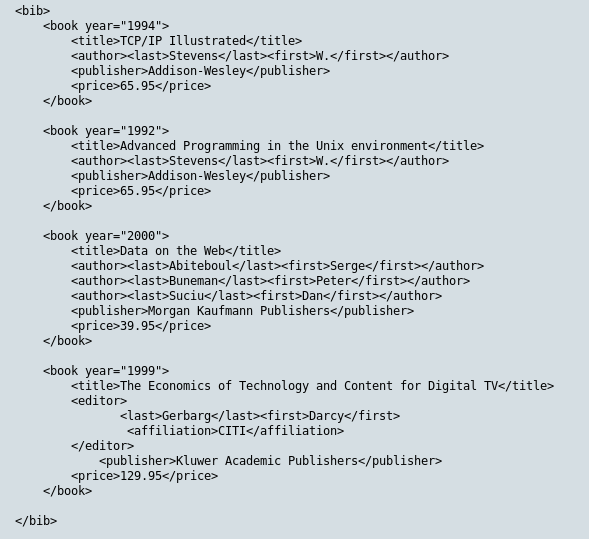 <bib>
    <book year="1994">
        <title>TCP/IP Illustrated</title>
        <author><last>Stevens</last><first>W.</first></author>
        <publisher>Addison-Wesley</publisher>
        <price>65.95</price>
    </book>

    <book year="1992">
        <title>Advanced Programming in the Unix environment</title>
        <author><last>Stevens</last><first>W.</first></author>
        <publisher>Addison-Wesley</publisher>
        <price>65.95</price>
    </book>

    <book year="2000">
        <title>Data on the Web</title>
        <author><last>Abiteboul</last><first>Serge</first></author>
        <author><last>Buneman</last><first>Peter</first></author>
        <author><last>Suciu</last><first>Dan</first></author>
        <publisher>Morgan Kaufmann Publishers</publisher>
        <price>39.95</price>
    </book>

    <book year="1999">
        <title>The Economics of Technology and Content for Digital TV</title>
        <editor>
               <last>Gerbarg</last><first>Darcy</first>
                <affiliation>CITI</affiliation>
        </editor>
            <publisher>Kluwer Academic Publishers</publisher>
        <price>129.95</price>
    </book>

</bib>